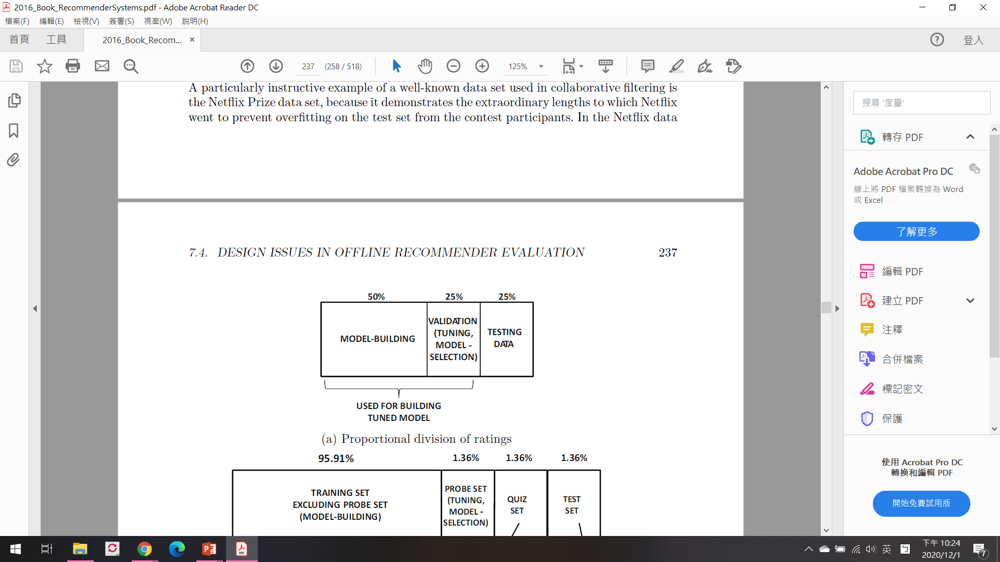 2016_Book_RecommenderSystems.pdf - Adobe Acrobat Reader DC
檔案(F) 編輯(E) 檢視(V) 簽署(S) 視窗(W) 說明(H)
首頁 工具 2016_Book_Recom... × 登入
237 (258 / 518) 125%
A particularly instructive example of a well-known data set used in collaborative filtering is
the Netflix Prize data set, because it demonstrates the extraordinary lengths to which Netflix
went to prevent overfitting on the test set from the contest participants. In the Netflix data
7.4. DESIGN ISSUES IN OFFLINE RECOMMENDER EVALUATION 237
50% 25% 25%
MODEL-BUILDING
VALIDATION
(TUNING,
MODEL -
SELECTION)
TESTING
DATA
USED FOR BUILDING
TUNED MODEL
(a) Proportional division of ratings
95.91% 1.36% 1.36% 1.36%
TRAINING SET
EXCLUDING PROBE SET
(MODEL-BUILDING)
PROBE SET
(TUNING,
MODEL -
SELECTION)
QUIZ
SET
TEST
SET
搜尋 '度量'
轉存 PDF
Adobe Acrobat Pro DC
線上將 PDF 檔案轉換為 Word
或 Excel
了解更多
編輯 PDF
建立 PDF
注釋
合併檔案
標記密文
保護
使用 Acrobat Pro DC
轉換和編輯 PDF
開始免費試用版
英 ㄅ
下午 10:24
2020/12/1
7